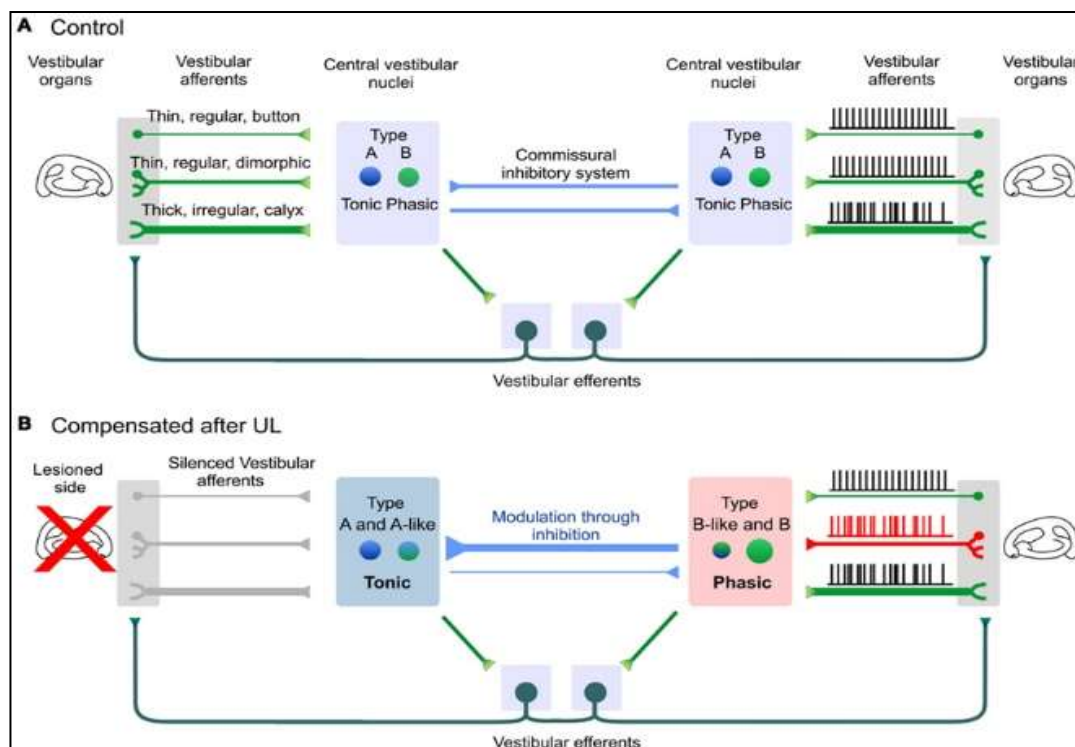 A Control
Vestibular organs
Vestibular afferents
Central vestibular nuclei
Central vestibular nuclei
Vestibular afferents
Vestibular organs
Thin, regular, button
Thin, regular, dimorphic
Thick, irregular, calyx
Type
A B
Tonic Phasic
Commissural
inhibitory system
Type
A B
Tonic Phasic
Vestibular efferents
B Compensated after UL
Lesioned
side
Silenced Vestibular
afferents
Type
A and A-like
Tonic
Modulation through
inhibition
Type
B-like and B
Phasic
Vestibular efferents